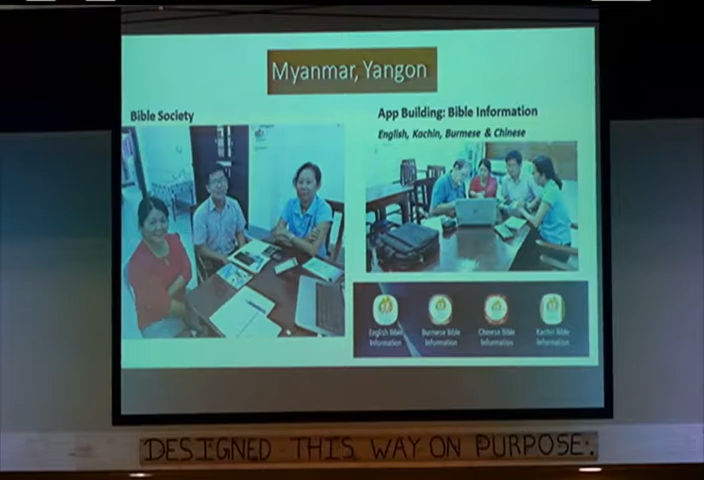 Myanmar, Yangon
Bible Society
App Building: Bible Information
English, Kachin, Burmese & Chinese
English Bible
Information
Burmese Bible
Information
Chinese Bible
Information
Kachin Bible
Information
DESIGNED THIS WAY ON PURPOSE.